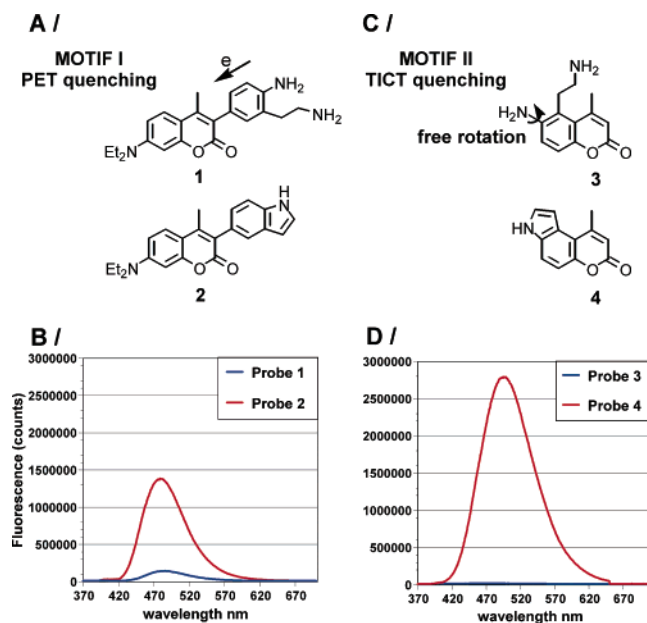 A /
MOTIF I
PET quenching
e
NH2
NH2
Et2N
O
O
1
H
N
Et2N
O
O
2
C /
MOTIF II
TICT quenching
NH2
H2N
free rotation
O
O
3
HN
O
O
4
B /
Fluorescence (counts)
3000000
2500000
2000000
1500000
1000000
500000
0
370 420 470 520 570 620 670
wavelength nm
Probe 1
Probe 2
D /
3000000
2500000
2000000
1500000
1000000
500000
0
370 420 470 520 570 620 670
wavelength nm
Probe 3
Probe 4